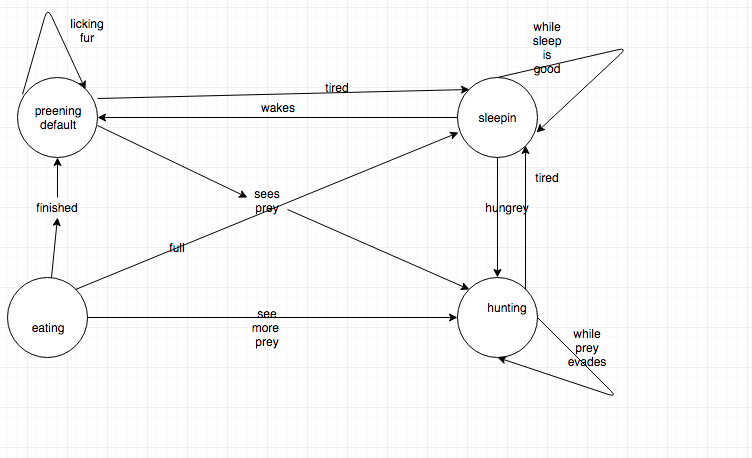 licking
fur
while
sleep
is
good
tired
wakes
preening
default
sleepin
tired
sees
prey
finished
hungrey
full
eating
see
more
prey
hunting
while
prey
evades